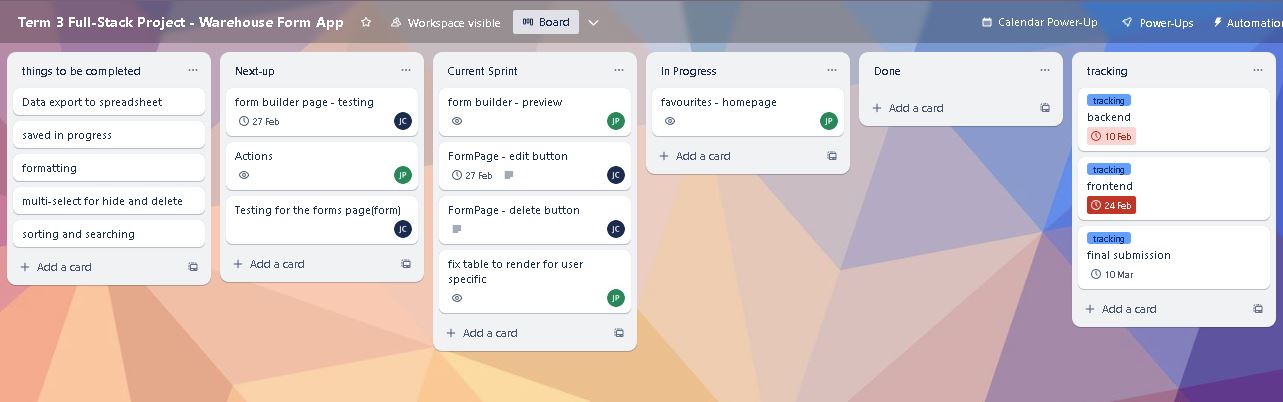 Term 3 Full-Stack Project - Warehouse Form App
Workspace visible
Board
Calendar Power-Up
Power-Ups
Automation
things to be completed
Data export to spreadsheet
saved in progress
formatting
multi-select for hide and delete
sorting and searching
+ Add a card
Next-up
form builder page - testing
27 Feb
JC
Actions
JP
Testing for the forms page(form)
JC
+ Add a card
Current Sprint
form builder - preview
JP
FormPage - edit button
27 Feb
JC
FormPage - delete button
JC
fix table to render for user
specific
JP
+ Add a card
In Progress
favourites - homepage
JP
+ Add a card
Done
+ Add a card
tracking
tracking
backend
10 Feb
tracking
frontend
24 Feb
tracking
final submission
10 Mar
+ Add a card